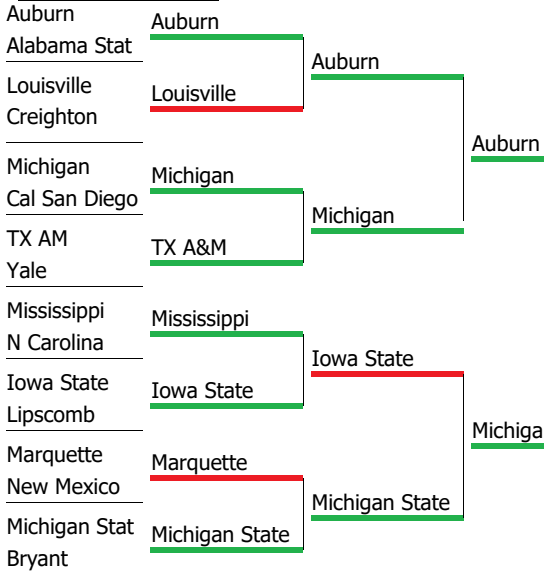 Auburn
Alabama Stat
Louisville
Creighton
Michigan
Cal San Diego
TX AM
Yale
Mississippi
N Carolina
Iowa State
Lipscomb
Marquette
New Mexico
Michigan Stat
Bryant
Auburn
Louisville
Michigan
TX A&M
Mississippi
Iowa State
Marquette
Michigan State
Auburn
Michigan
Iowa State
Michigan State
Auburn
Michiga